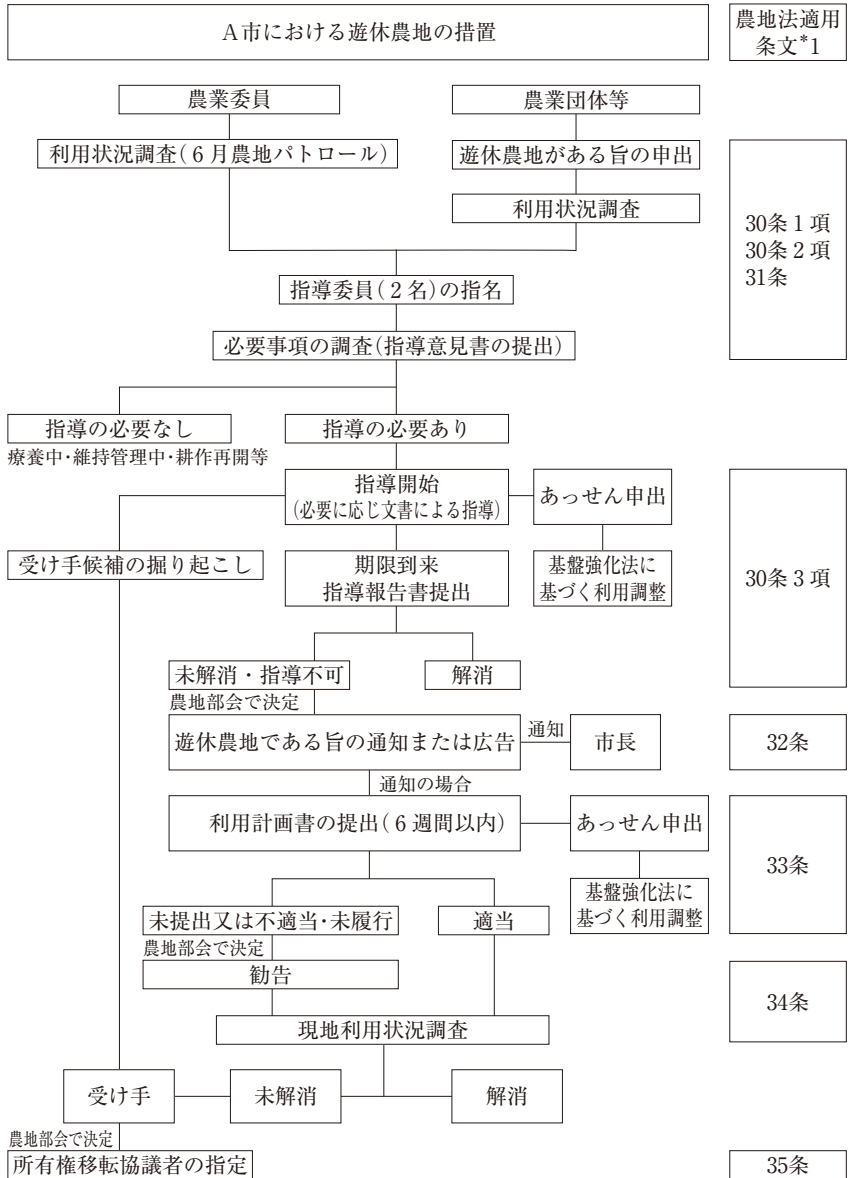 A市における遊休農地の措置
農地法適用
条文*1
農業委員
農業団体等
利用状況調査(6月農地パトロール)
遊休農地がある旨の申出
利用状況調査
30条1項
30条2項
31条
指導委員(2名)の指名
必要事項の調査(指導意見書の提出)
指導の必要なし
指導の必要あり
療養中・維持管理中・耕作再開等
指導開始
(必要に応じ文書による指導)
あっせん申出
受け手候補の掘り起こし
期限到来
指導報告書提出
基盤強化法に
基づく利用調整
30条3項
未解消・指導不可
解消
農地部会で決定
遊休農地である旨の通知または広告
通知
市長
32条
通知の場合
利用計画書の提出(6週間以内)
あっせん申出
33条
基盤強化法に
基づく利用調整
未提出又は不適当・未履行
適当
農地部会で決定
勧告
34条
現地利用状況調査
受け手
未解消
解消
農地部会で決定
所有権移転協議者の指定
35条